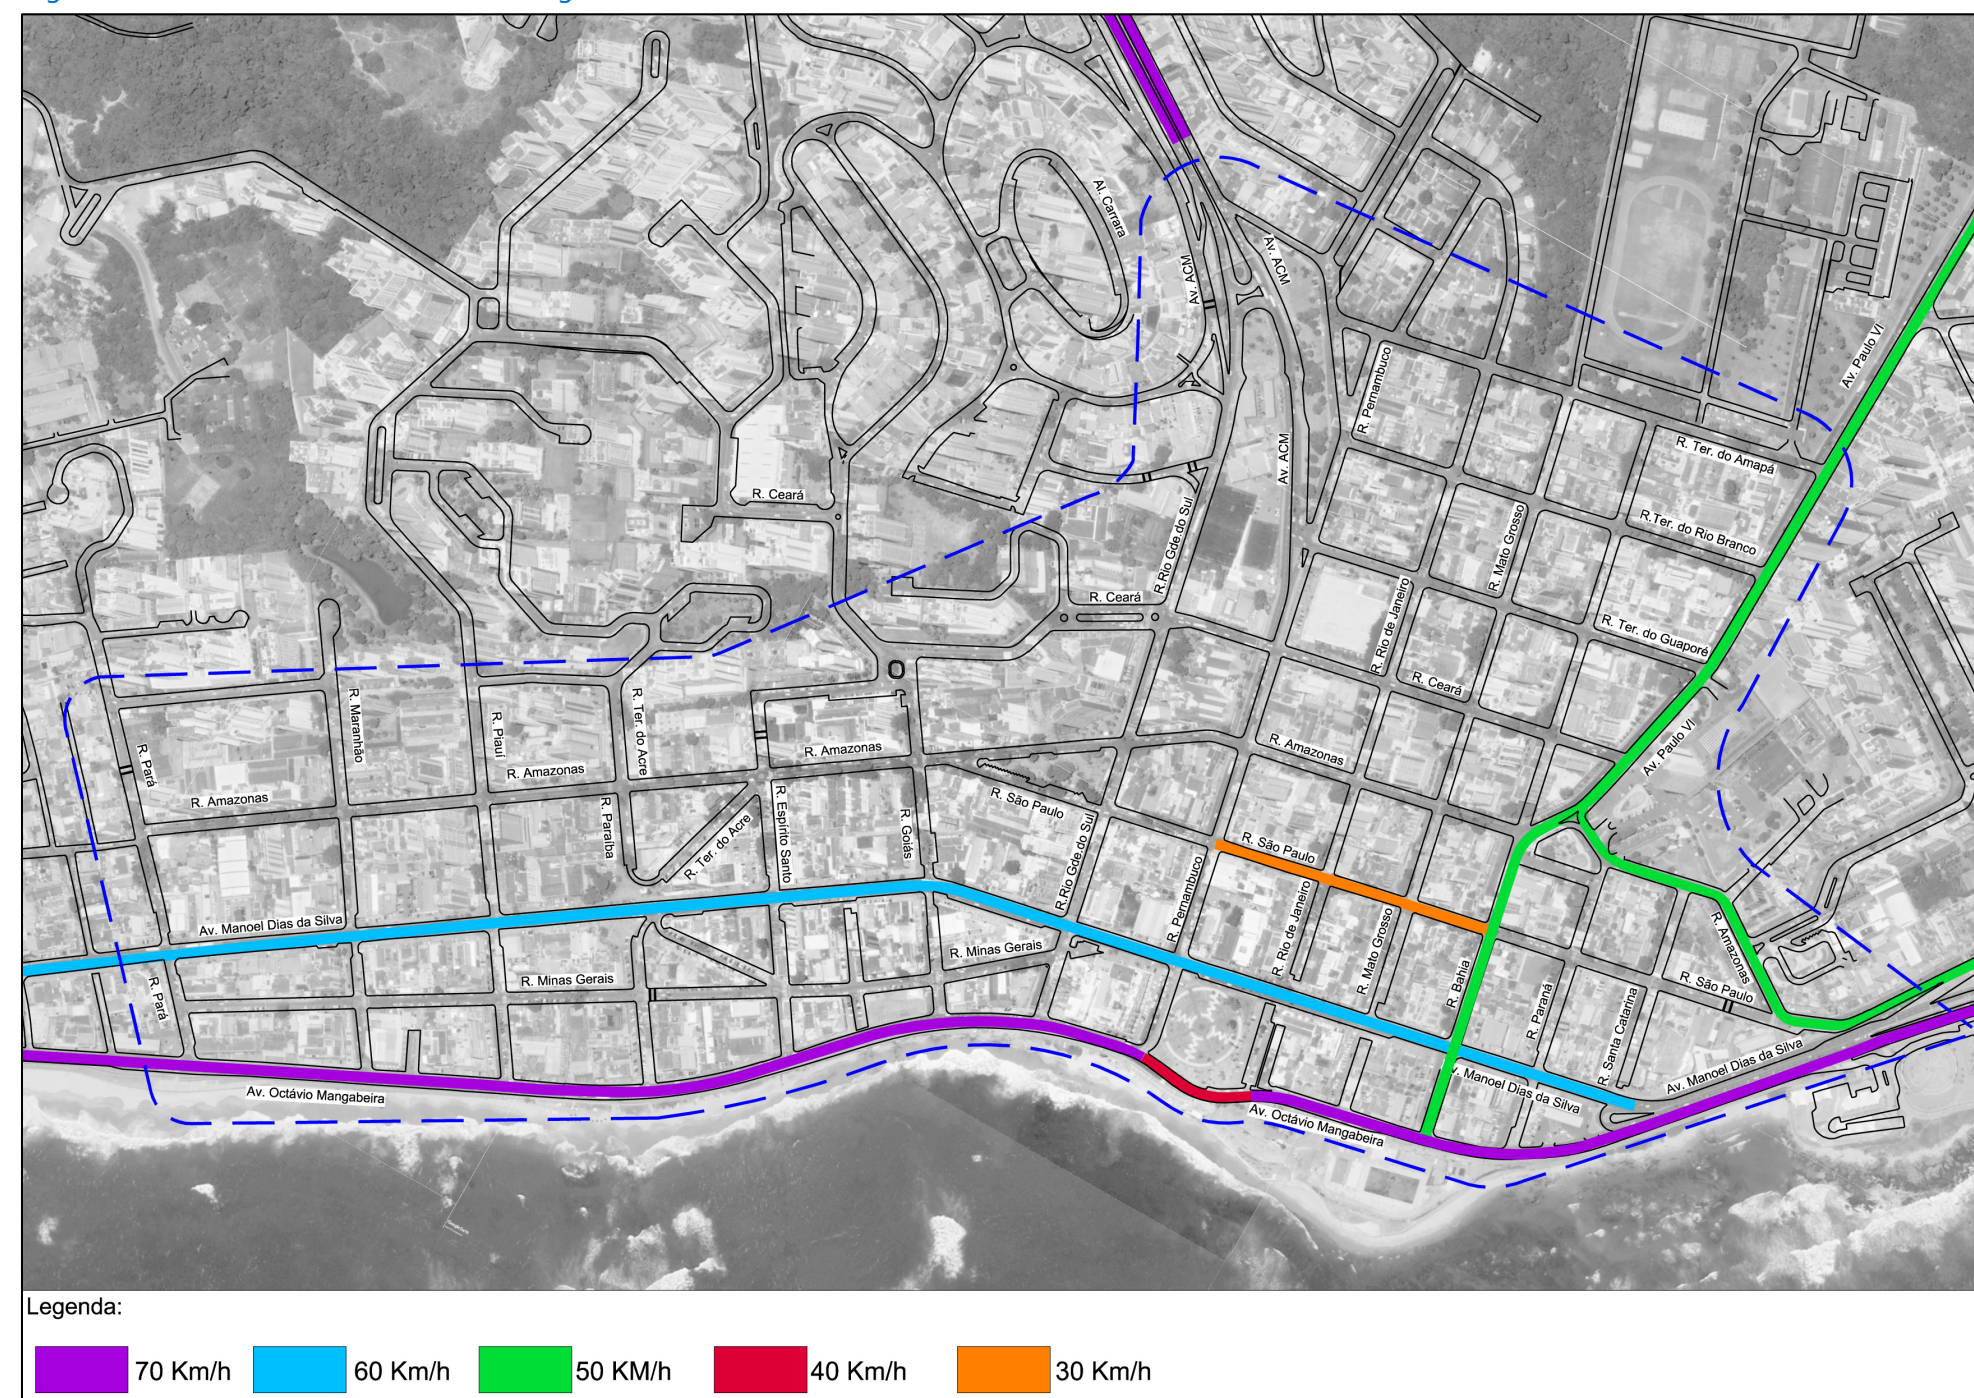 Al. Carrara
Av. ACM
Av. ACM
Av. Paulo VI
R. Pernambuco
R. Ter. do Amapá
Av. ACM
R. Ceará
R.Rio Gde.do Sul
R. Mato Grosso
R.Ter. do Rio Branco
R. Ceará
R. Rio de Janeiro
R. Ter. do Guaporé
R. Ceará
R. Maranhão
R. Piauí
R. Ter. do Acre
R. Pará
R. Amazonas
R. Amazonas
R. Amazonas
R. Amazonas
Av. Paulo VI
R. São Paulo
R. Paraíba
R. Ter. do Acre
R. Espírito Santo
R. Goiás
R.Rio Gde.do Sul
R. São Paulo
R. Pernambuco
R. Rio de Janeiro
R. Mato Grosso
Av. Manoel Dias da Silva
R. Minas Gerais
R. Minas Gerais
R. Pará
R. Bahia
R. Amazonas
R. São Paulo
R. Paraná
R. Santa Catarina
Av. Manoel Dias da Silva
v. Manoel Dias da Silva
Av. Octávio Mangabeira
Av. Octávio Mangabeira
Legenda:
70 Km/h
60 Km/h
50 KM/h
40 Km/h
30 Km/h